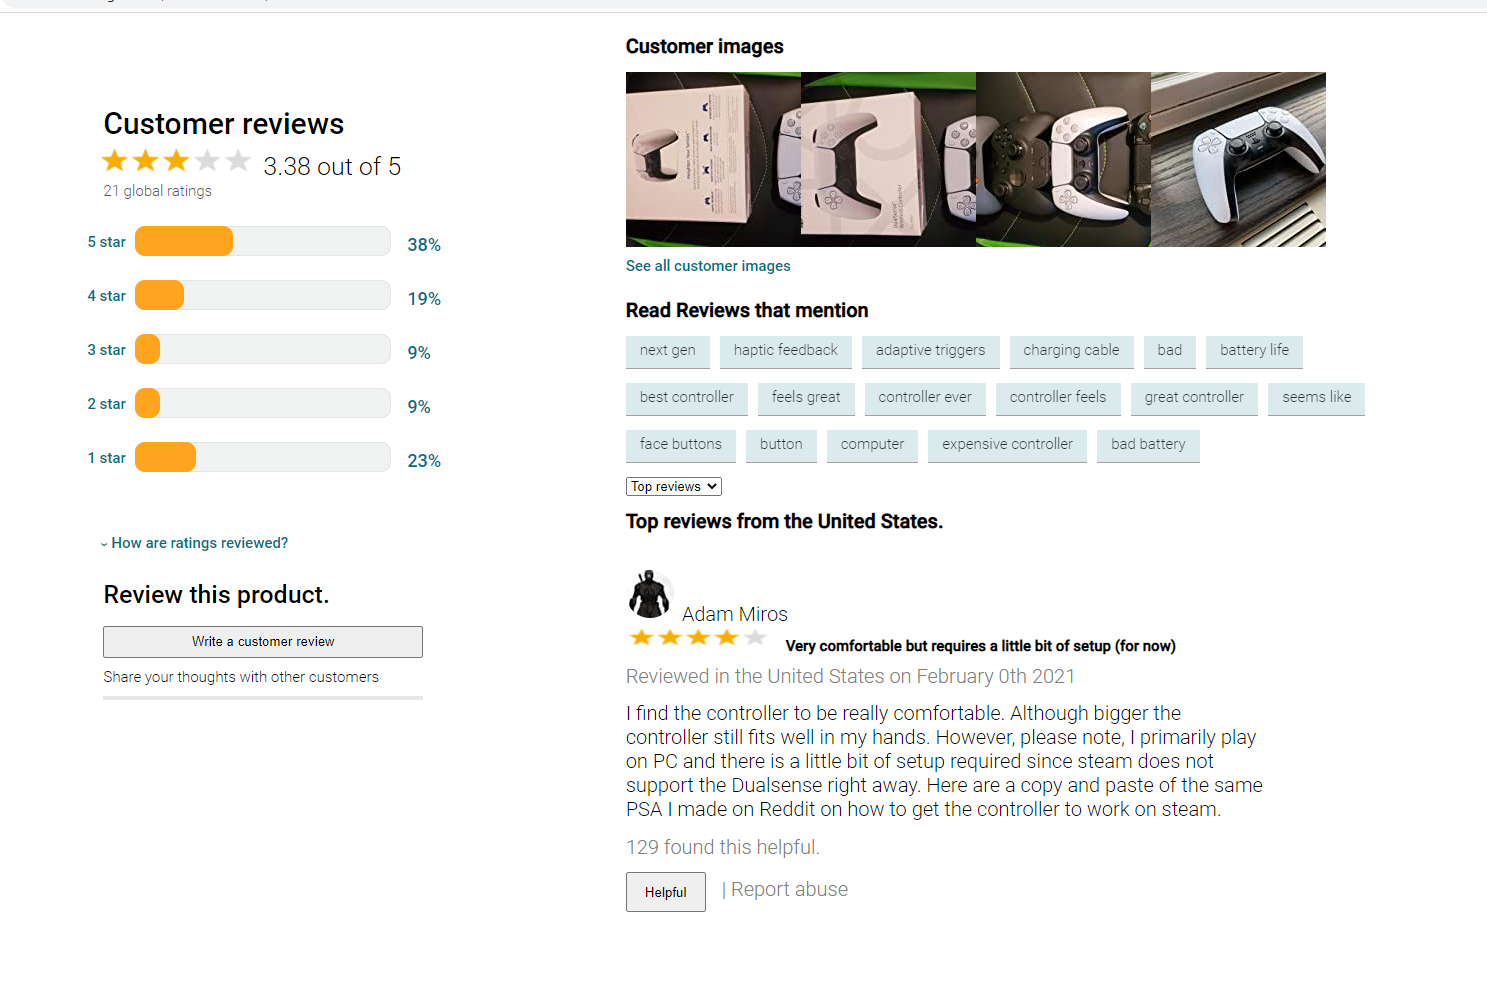 Customer reviews
3.38 out of 5
21 global ratings
5 star 38%
4 star 19%
3 star 9%
2 star 9%
1 star 23%
How are ratings reviewed?
Review this product.
Write a customer review
Share your thoughts with other customers
Customer images
See all customer images
Read Reviews that mention
next gen haptic feedback adaptive triggers charging cable bad battery life
best controller feels great controller ever controller feels great controller seems like
face buttons button computer expensive controller bad battery
Top reviews
Top reviews from the United States.
Adam Miros
Very comfortable but requires a little bit of setup (for now)
Reviewed in the United States on February 0th 2021
I find the controller to be really comfortable. Although bigger the
controller still fits well in my hands. However, please note, I primarily play
on PC and there is a little bit of setup required since steam does not
support the Dualsense right away. Here are a copy and paste of the same
PSA I made on Reddit on how to get the controller to work on steam.
129 found this helpful.
Helpful | Report abuse